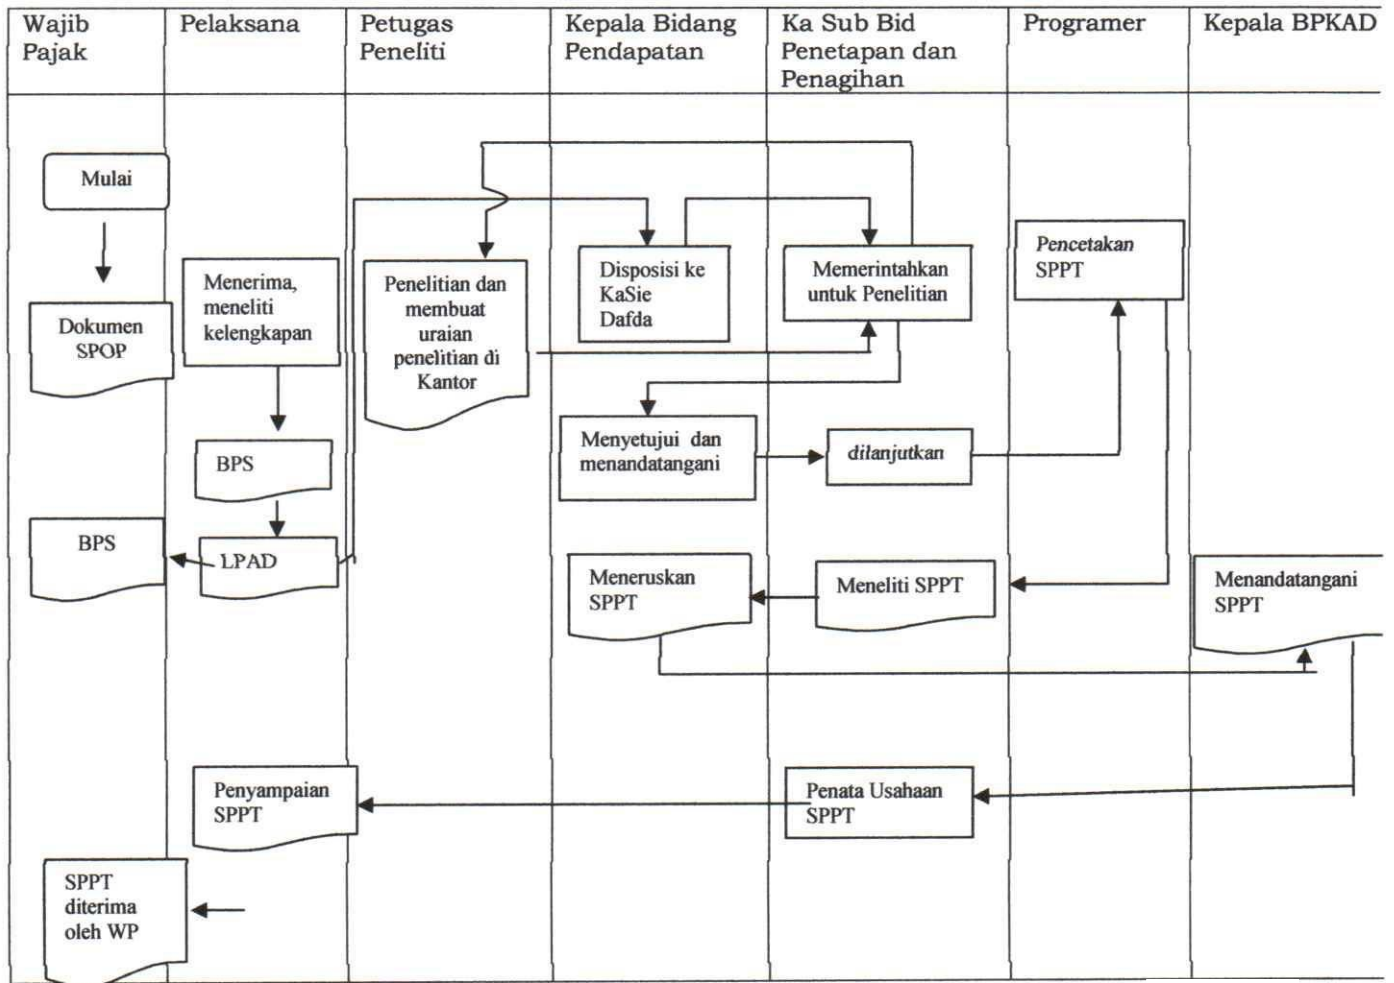 Wajib
Pajak
Pelaksana
Petugas
Peneliti
Kepala Bidang
Pendapatan
Ka Sub Bid
Penetapan dan
Penagihan
Programer
Kepala BPKAD
Mulai
Dokumen
SPOP
Menerima,
meneliti
kelengkapan
Penelitian dan
membuat
uraian
penelitian di
Kantor
Disposisi ke
KaSie
Dafda
Memerintahkan
untuk Penelitian
Pencetakan
SPPT
BPS
Menyetujui dan
menandatangani
dilanjutkan
BPS
LPAD
Meneruskan
SPPT
Meneliti SPPT
Menandatangani
SPPT
Penyampaian
SPPT
Penata Usahaan
SPPT
SPPT
diterima
oleh WP